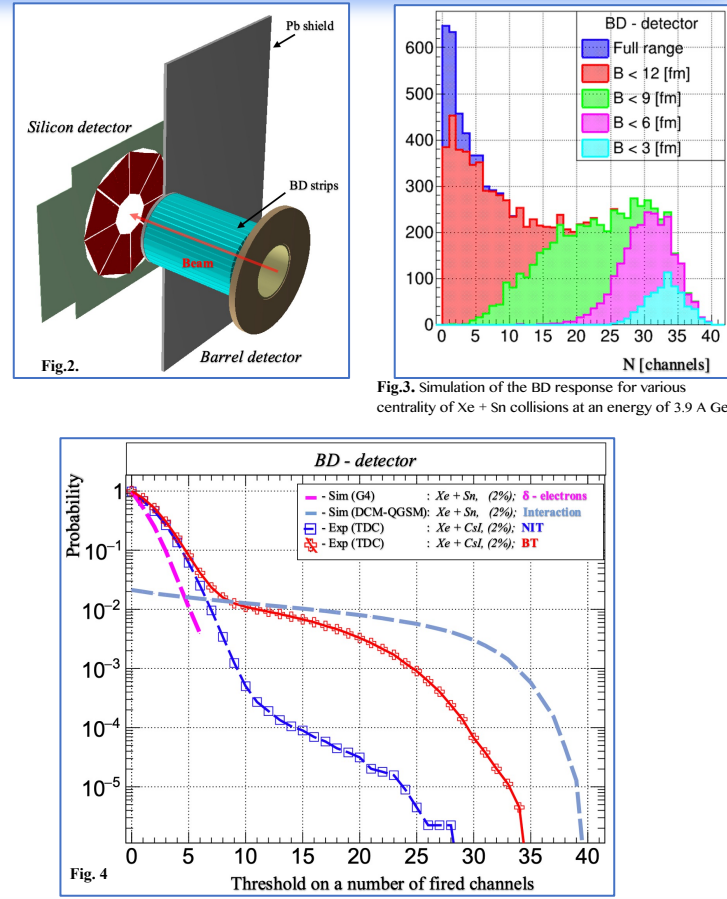 Pb shield
Silicon detector
BD strips
Beam
Barrel detector
Fig.2.
BD - detector
Full range
B < 12 [fm]
B < 9 [fm]
B < 6 [fm]
B < 3 [fm]
600
500
400
300
200
100
0
0 5 10 15 20 25 30 35 40
N [channels]
Fig.3. Simulation of the BD response for various
centrality of Xe + Sn collisions at an energy of 3.9 A Ge
BD - detector
Probability
- Sim (G4) : Xe + Sn, (2%); δ - electrons
- Sim (DCM-QGSM): Xe + Sn, (2%); Interaction
- Exp (TDC) : Xe + CsI, (2%); NIT
- Exp (TDC) : Xe + CsI, (2%); BT
1
10⁻¹
10⁻²
10⁻³
10⁻⁴
10⁻⁵
0 5 10 15 20 25 30 35 40
Threshold on a number of fired channels
Fig. 4